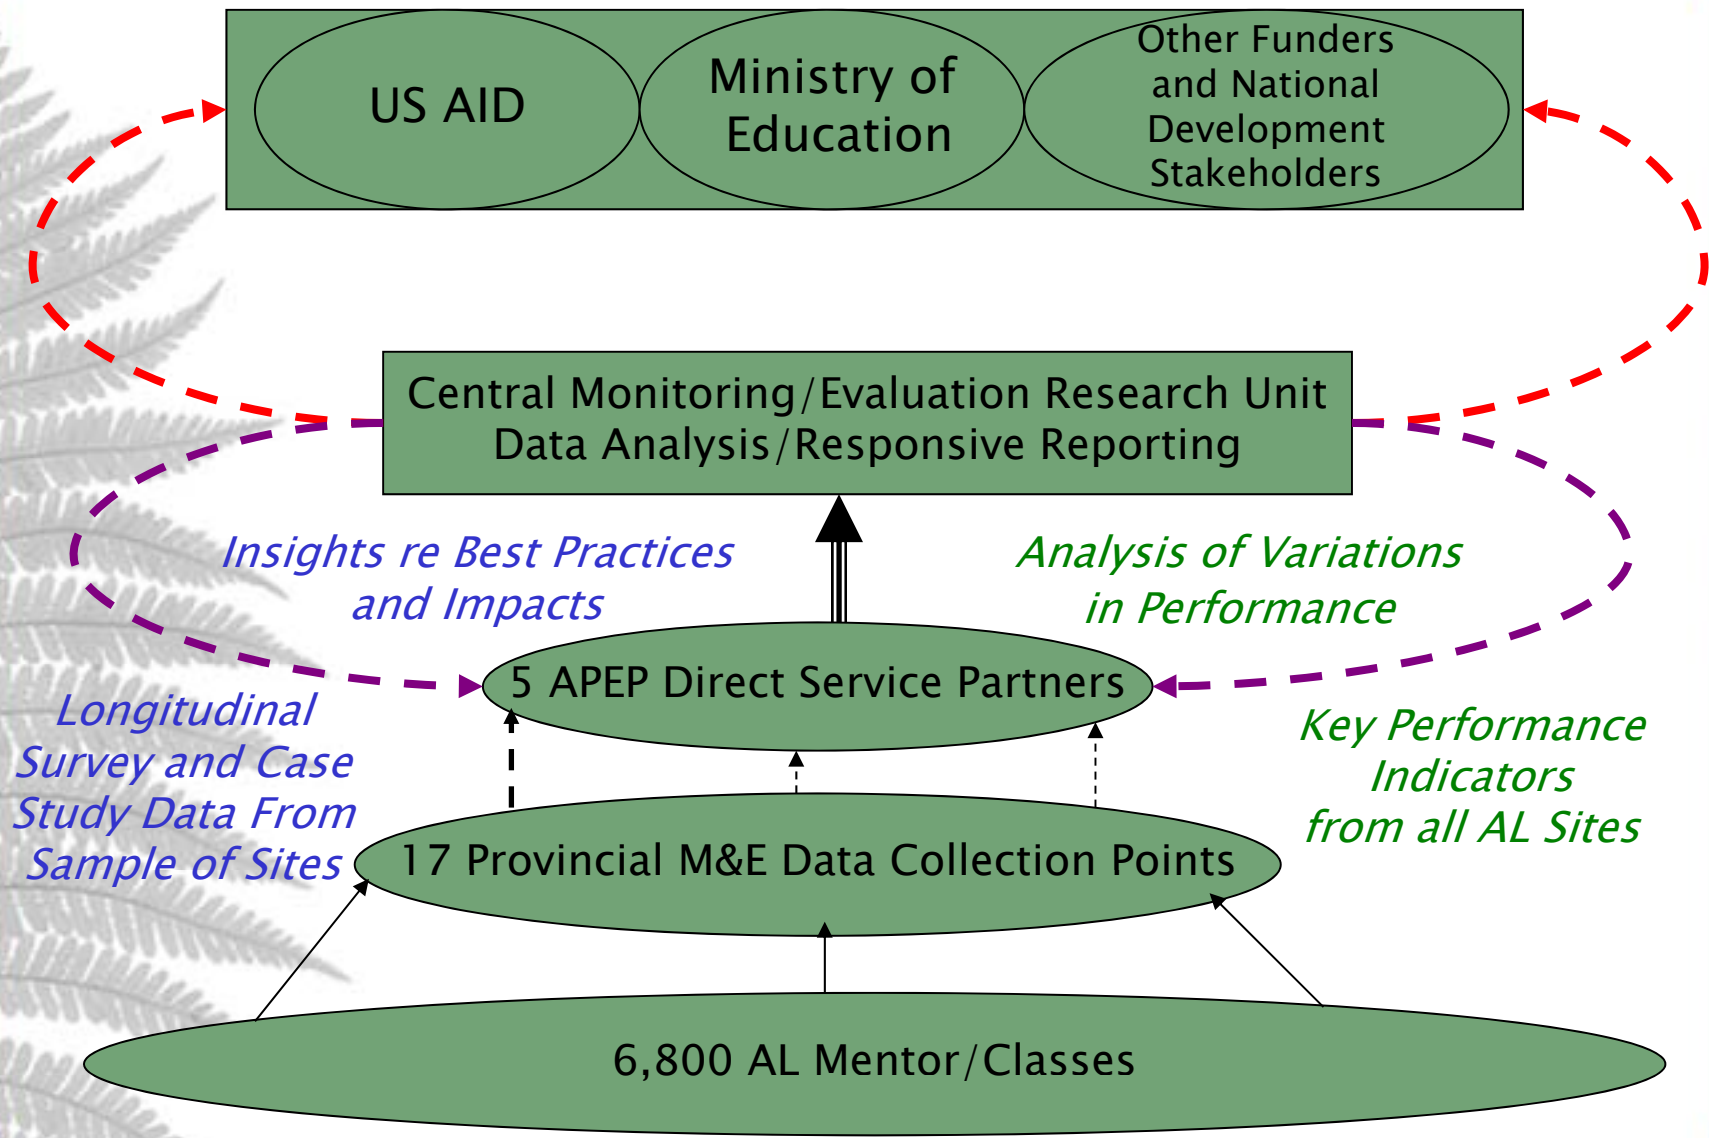 US AID
Ministry of
Education
Other Funders
and National
Development
Stakeholders
Central Monitoring/Evaluation Research Unit
Data Analysis/Responsive Reporting
Insights re Best Practices
and Impacts
Analysis of Variations
in Performance
5 APEP Direct Service Partners
Longitudinal
Survey and Case
Study Data From
Sample of Sites
Key Performance
Indicators
from all AL Sites
17 Provincial M&E Data Collection Points
6,800 AL Mentor/Classes